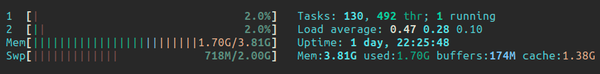 1 [| 2.0%] Tasks: 130, 492 thr; 1 running
2 [|| 2.0%] Load average: 0.47 0.28 0.10
Mem[||||||||||||||||||||||||||||||1.70G/3.81G] Uptime: 1 day, 22:25:48
Swp[||||||||||||||| 718M/2.00G] Mem:3.81G used:1.70G buffers:174M cache:1.38G